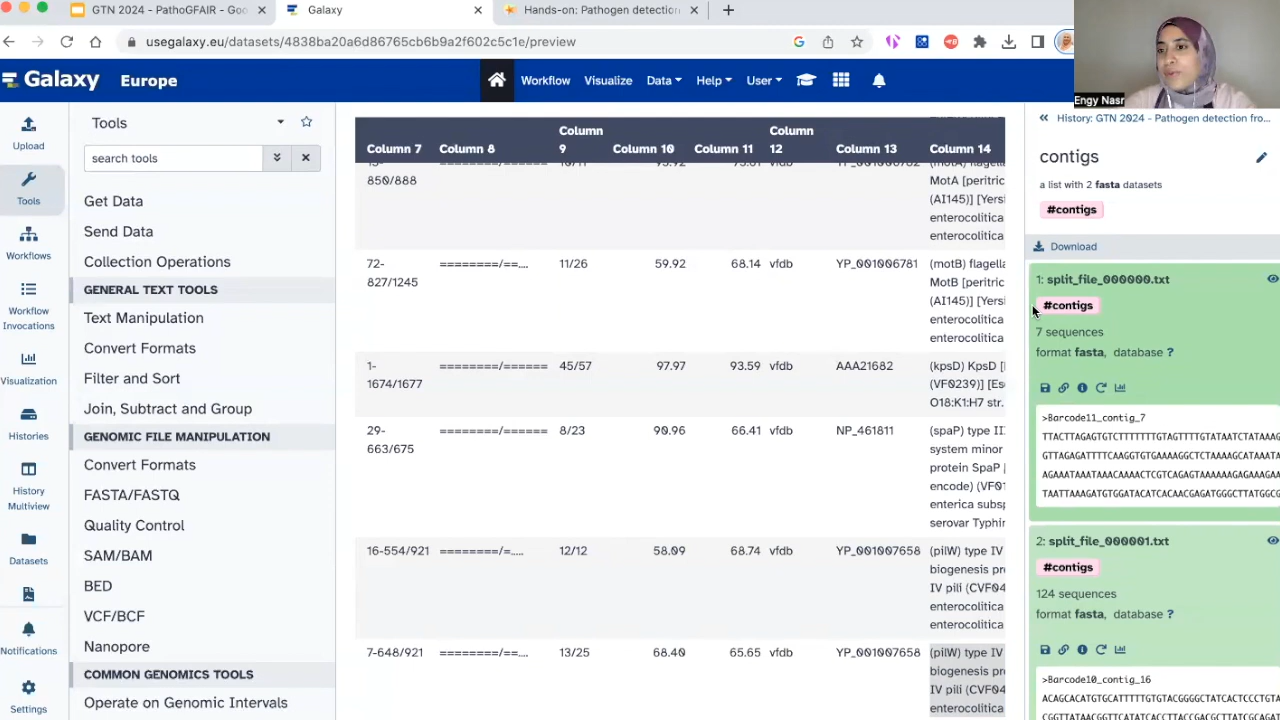 GTN 2024 - PathoGFAIR - Goo
Galaxy
Hands-on: Pathogen detection
usegalaxy.eu/datasets/4838ba20a6d86765cb6b9a2f602c5c1e/preview
Galaxy Europe
Workflow Visualize Data Help User
Engy Nasr
Upload
Tools
Workflows
Workflow
Invocations
Visualization
Histories
History
Multiview
Datasets
Notifications
Settings
Tools
search tools
Get Data
Send Data
Collection Operations
GENERAL TEXT TOOLS
Text Manipulation
Convert Formats
Filter and Sort
Join, Subtract and Group
GENOMIC FILE MANIPULATION
Convert Formats
FASTA/FASTQ
Quality Control
SAM/BAM
BED
VCF/BCF
Nanopore
COMMON GENOMICS TOOLS
Operate on Genomic Intervals
Column 7 Column 8 Column 9 Column 10 Column 11 Column 12 Column 13 Column 14
850/888
MotA [peritric
(AI145)] [Yersi
enterocolitica
enterocolitica
72-
827/1245
========/==.... 11/26 59.92 68.14 vfdb YP_001006781
(motB) flagella
MotB [peritric
(AI145)] [Yersi
enterocolitica
enterocolitica
1-
1674/1677
========/====== 45/57 97.97 93.59 vfdb AAA21682
(kpsD) KpsD [
(VF0239)] [Es
O18:K1:H7 str.
29-
663/675
========/====== 8/23 90.96 66.41 vfdb NP_461811
(spaP) type II
system minor
protein SpaP [
encode) (VF0
enterica subsp
serovar Typhi
16-554/921 ========/=..... 12/12 58.09 68.74 vfdb YP_001007658
(pilW) type IV
biogenesis pro
IV pili (CVF04
enterocolitica
enterocolitica
7-648/921 ========/==.... 13/25 68.40 65.65 vfdb YP_001007658
(pilW) type IV
biogenesis pro
IV pili (CVF04
enterocolitica
« History: GTN 2024 - Pathogen detection fro...
contigs
a list with 2 fasta datasets
#contigs
Download
1: split_file_000000.txt
#contigs
7 sequences
format fasta, database ?
>Barcode11_contig_7
TTACTTAGAGTGTCTTTTTTTGTAGTTTTGTATAATCTATAAAG
GTTAGAGATTTTCAAGGTGTGAAAAGGCTCTAAAAGCATAAATA
AGAAATAAATAAACAAAACTCGTCAGAGTAAAAAAGAGAAAGAA
TAATTAAAGATGTGGATACATCACAACGAGATGGGCTTATGGCG
2: split_file_000001.txt
#contigs
124 sequences
format fasta, database ?
>Barcode10_contig_16
ACAGCACATGTGCATTTTTGTGTACGGGGCTATCACTCCCTGTA